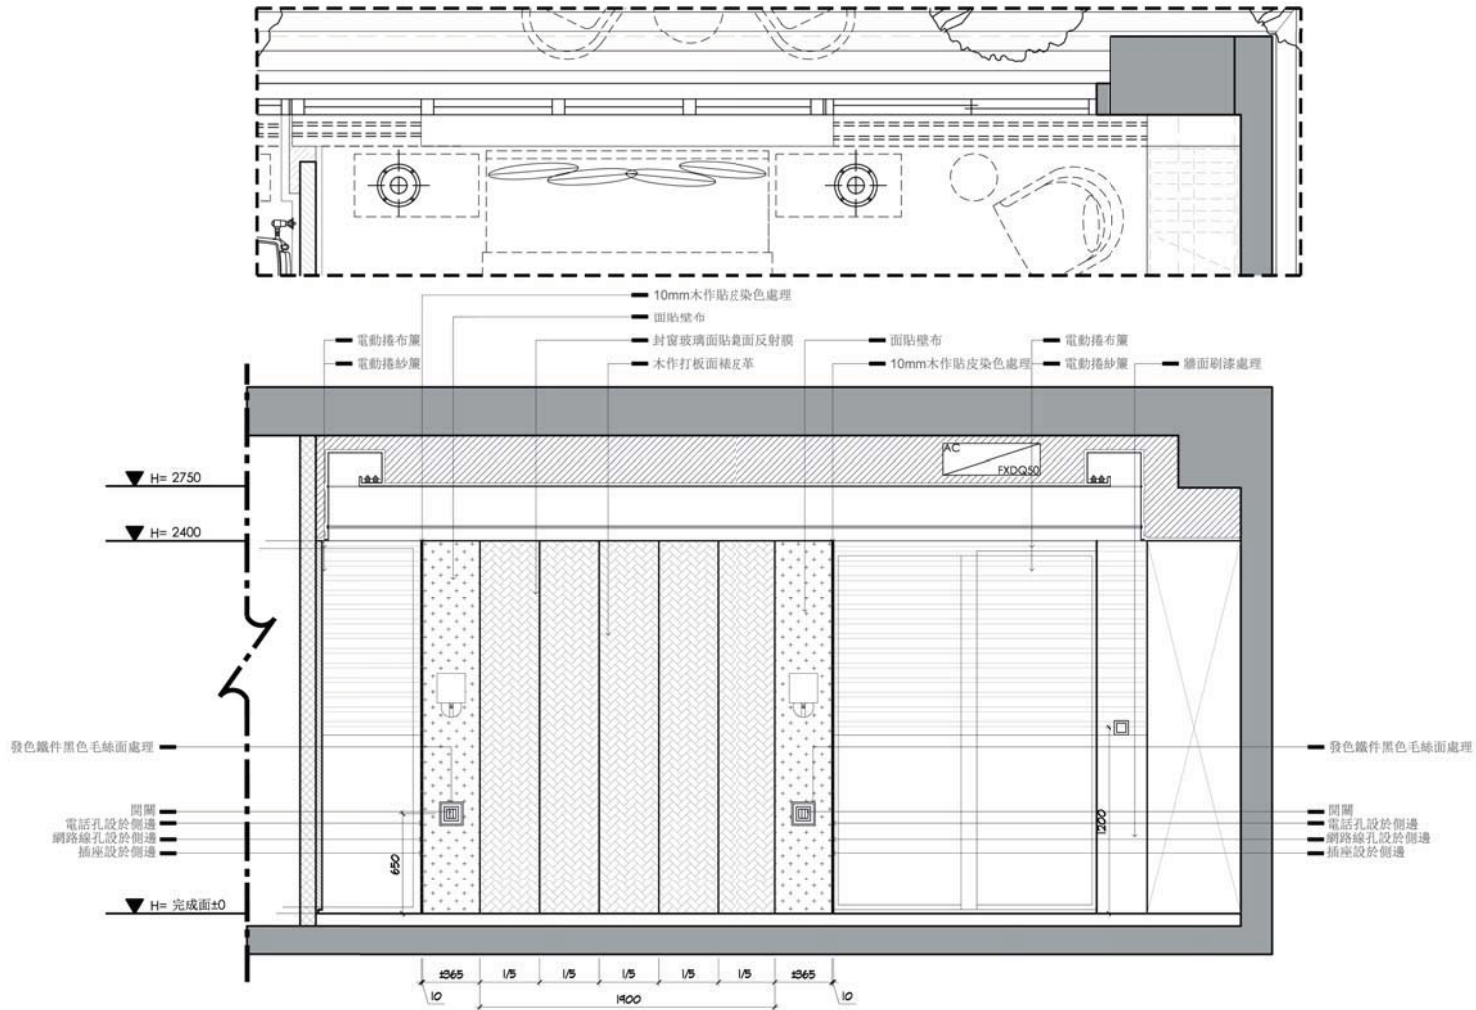 10mm木作貼皮染色處理
面貼壁布
電動捲布簾
封窗玻璃面貼鏡面反射膜
面貼壁布
電動捲布簾
電動捲紗簾
木作打板面裱皮革
10mm木作貼皮染色處理
電動捲紗簾
牆面刷漆處理
AC
FXDQ50
H= 2750
H= 2400
發色鐵件黑色毛絲面處理
發色鐵件黑色毛絲面處理
開關
電話孔設於側邊
網路線孔設於側邊
插座設於側邊
650
1200
開關
電話孔設於側邊
網路線孔設於側邊
插座設於側邊
H= 完成面±0
±365
1/5
1/5
1/5
1/5
1/5
±365
10
1900
10